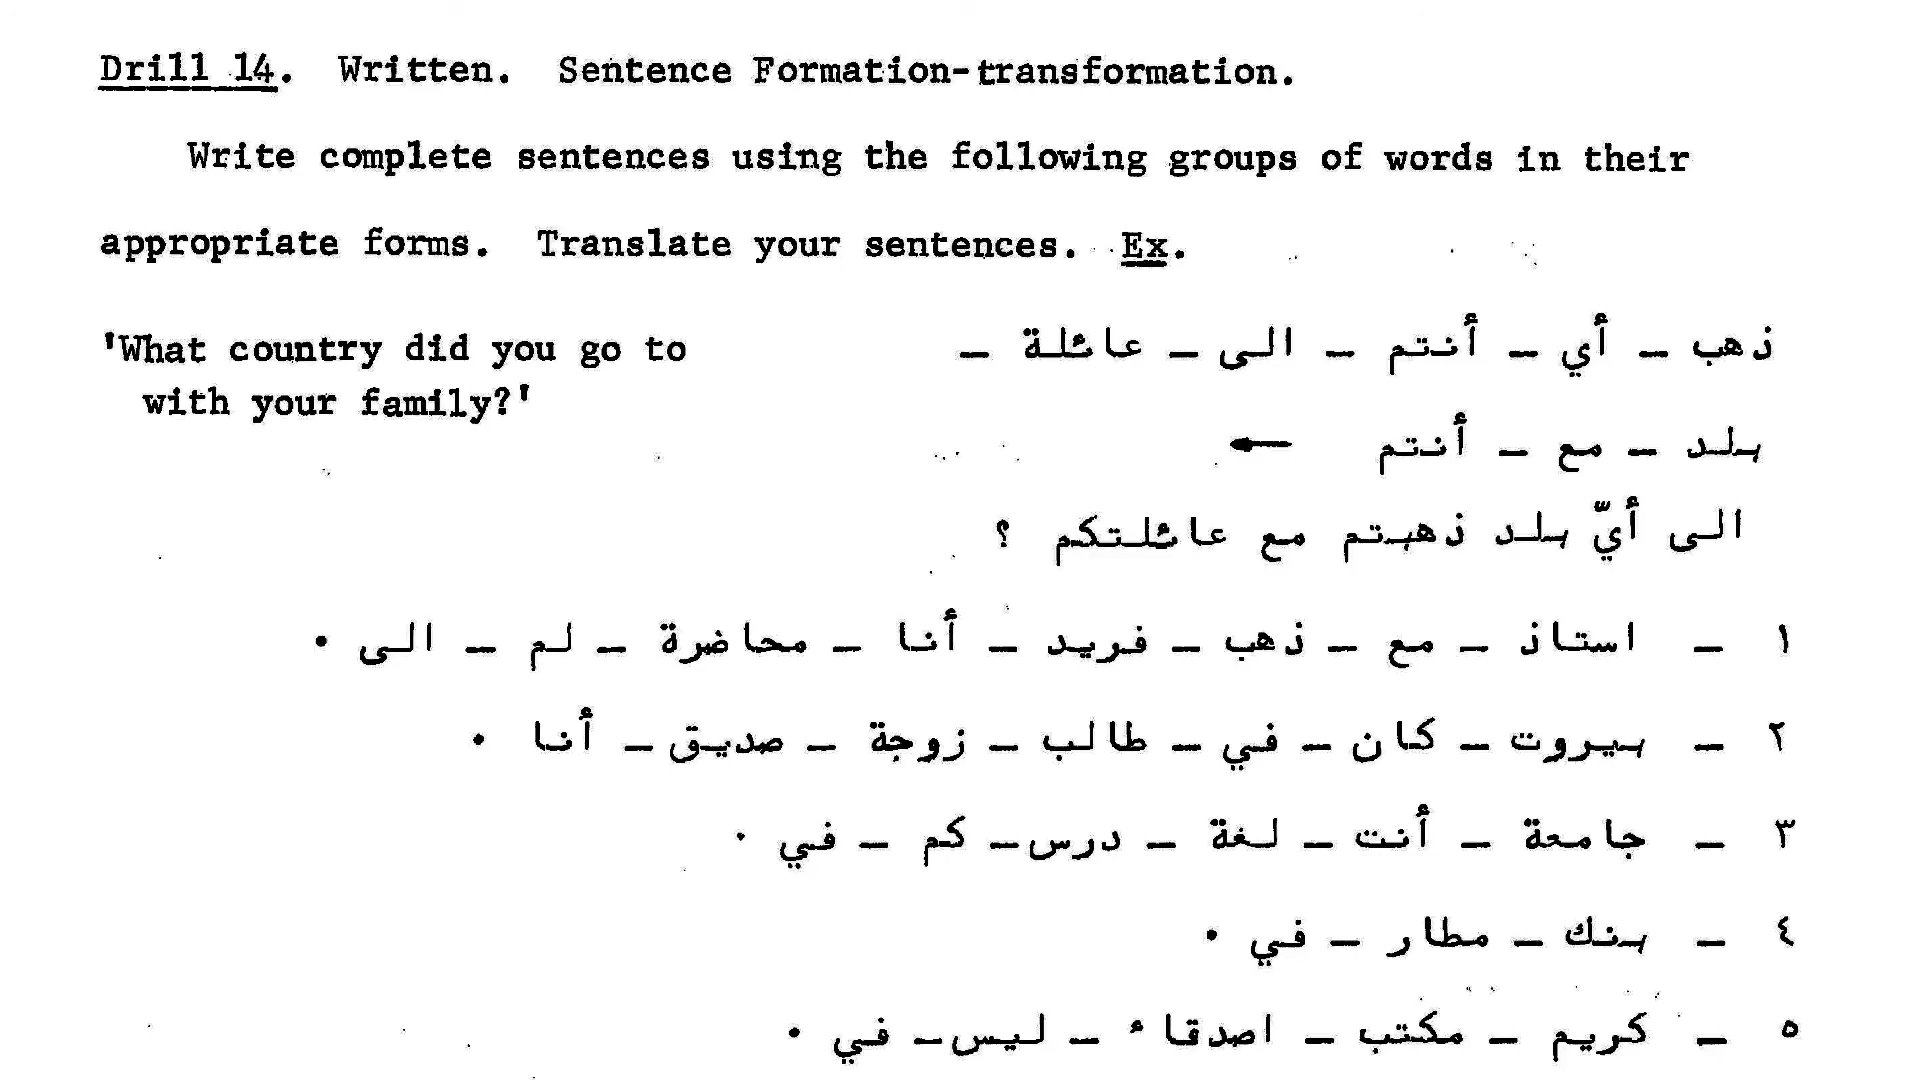 Drill 14. Written. Sentence Formation-transformation.
Write complete sentences using the following groups of words in their
appropriate forms. Translate your sentences. Ex.
'What country did you go to
with your family?'
ذهب – أي – أنتم – الى – عائلة –
بلد – مع – أنتم ←
الى أيّ بلد ذهبتم مع عائلتكم ؟
١ – استاذ – مع – ذهب – فريد – أنا – محاضرة – لم – الى .
٢ – بيروت – كان – في – طالب – زوجة – صديق – أنا .
٣ – جامعة – أنت – لغة – درس – كم – في .
٤ – بنك – مطار – في .
٥ – كريم – مكتب – اصدقاء – ليس – في .